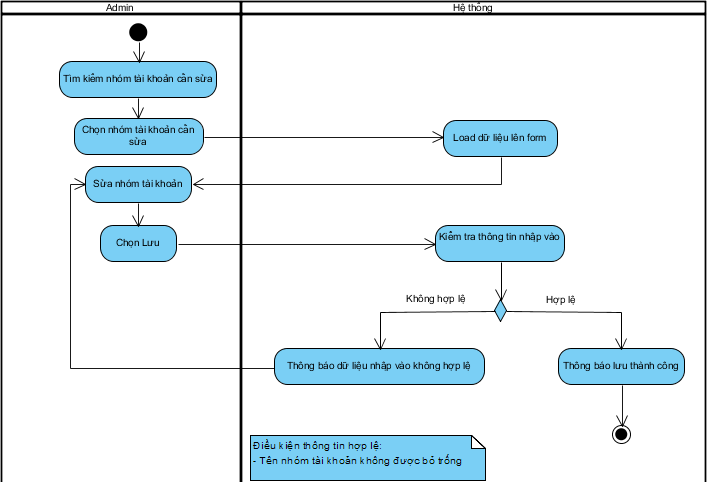 Admin
Hệ thống
Tìm kiếm nhóm tài khoản cần sửa
Chọn nhóm tài khoản cần
sửa
Load dữ liệu lên form
Sửa nhóm tài khoản
Chọn Lưu
Kiểm tra thông tin nhập vào
Không hợp lệ
Hợp lệ
Thông báo dữ liệu nhập vào không hợp lệ
Thông báo lưu thành công
Điều kiện thông tin hợp lệ:
- Tên nhóm tài khoản không được bỏ trống